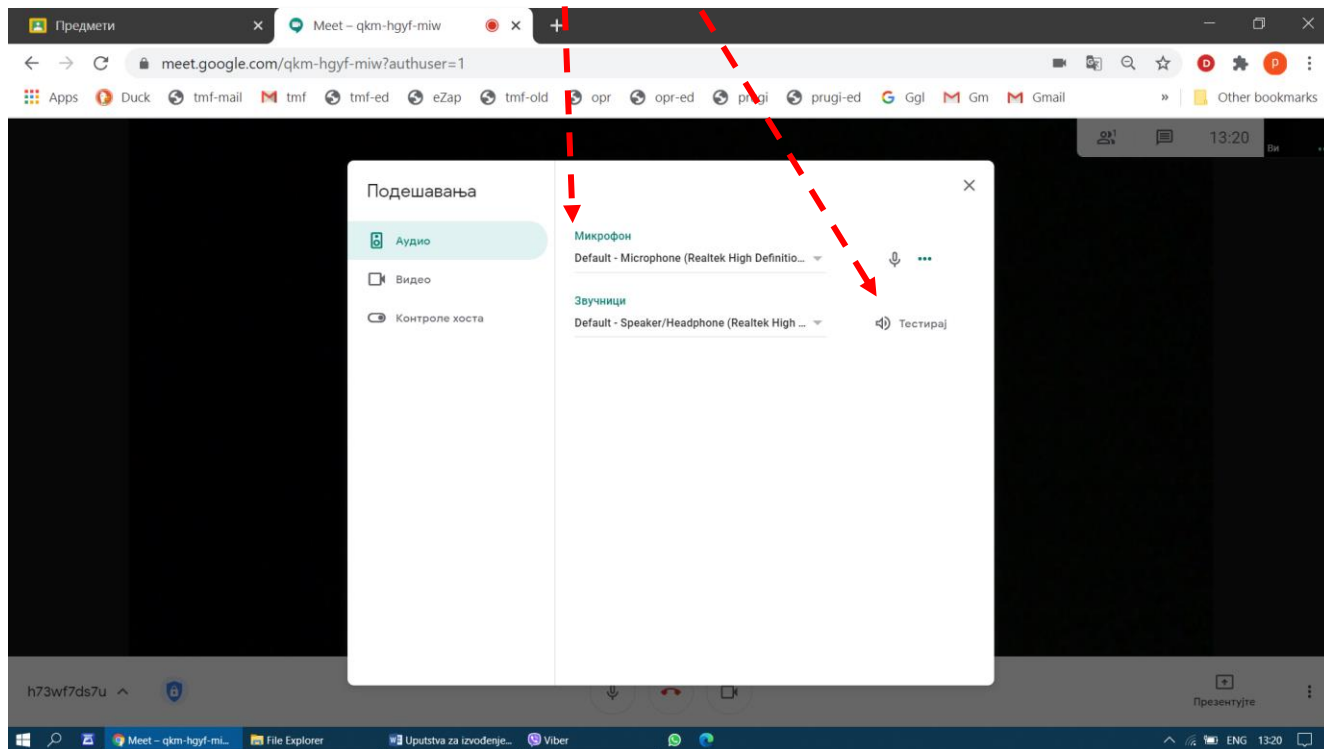 Предмети
Meet – qkm-hgyf-miw
meet.google.com/qkm-hgyf-miw?authuser=1
D
p
Apps Duck tmf-mail tmf tmf-ed eZap tmf-old opr opr-ed prugi prugi-ed Ggl Gm Gmail » Other bookmarks
1
13:20
Ви
Подешавања
Аудио
Видео
Контроле хоста
Микрофон
Default - Microphone (Realtek High Definitio...
Звучници
Default - Speaker/Headphone (Realtek High ...
Тестирај
h73wf7ds7u
Презентујте
Meet – qkm-hgyf-mi... File Explorer Uputstva za izvođenje... Viber ENG 13:20